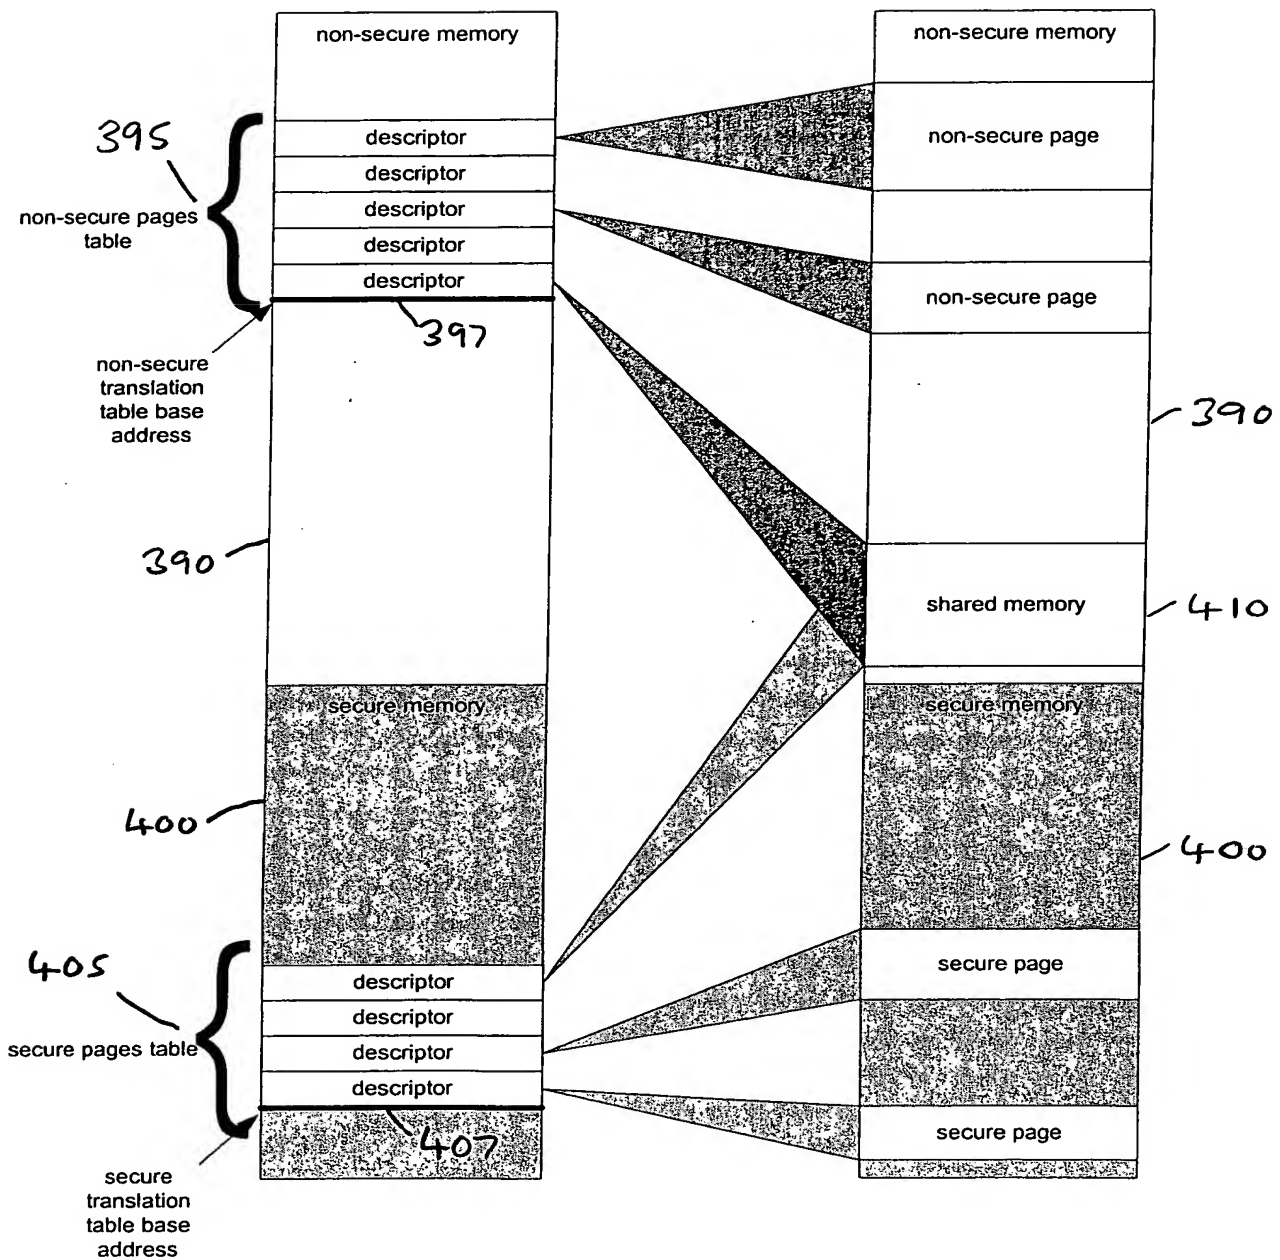 non-secure memory
non-secure memory
395
descriptor
descriptor
descriptor
descriptor
descriptor
non-secure pages
table
non-secure page
non-secure page
397
non-secure
translation
table base
address
390
390
shared memory
410
secure memory
secure memory
400
400
405
secure pages table
descriptor
descriptor
descriptor
descriptor
secure page
secure page
407
secure
translation
table base
address